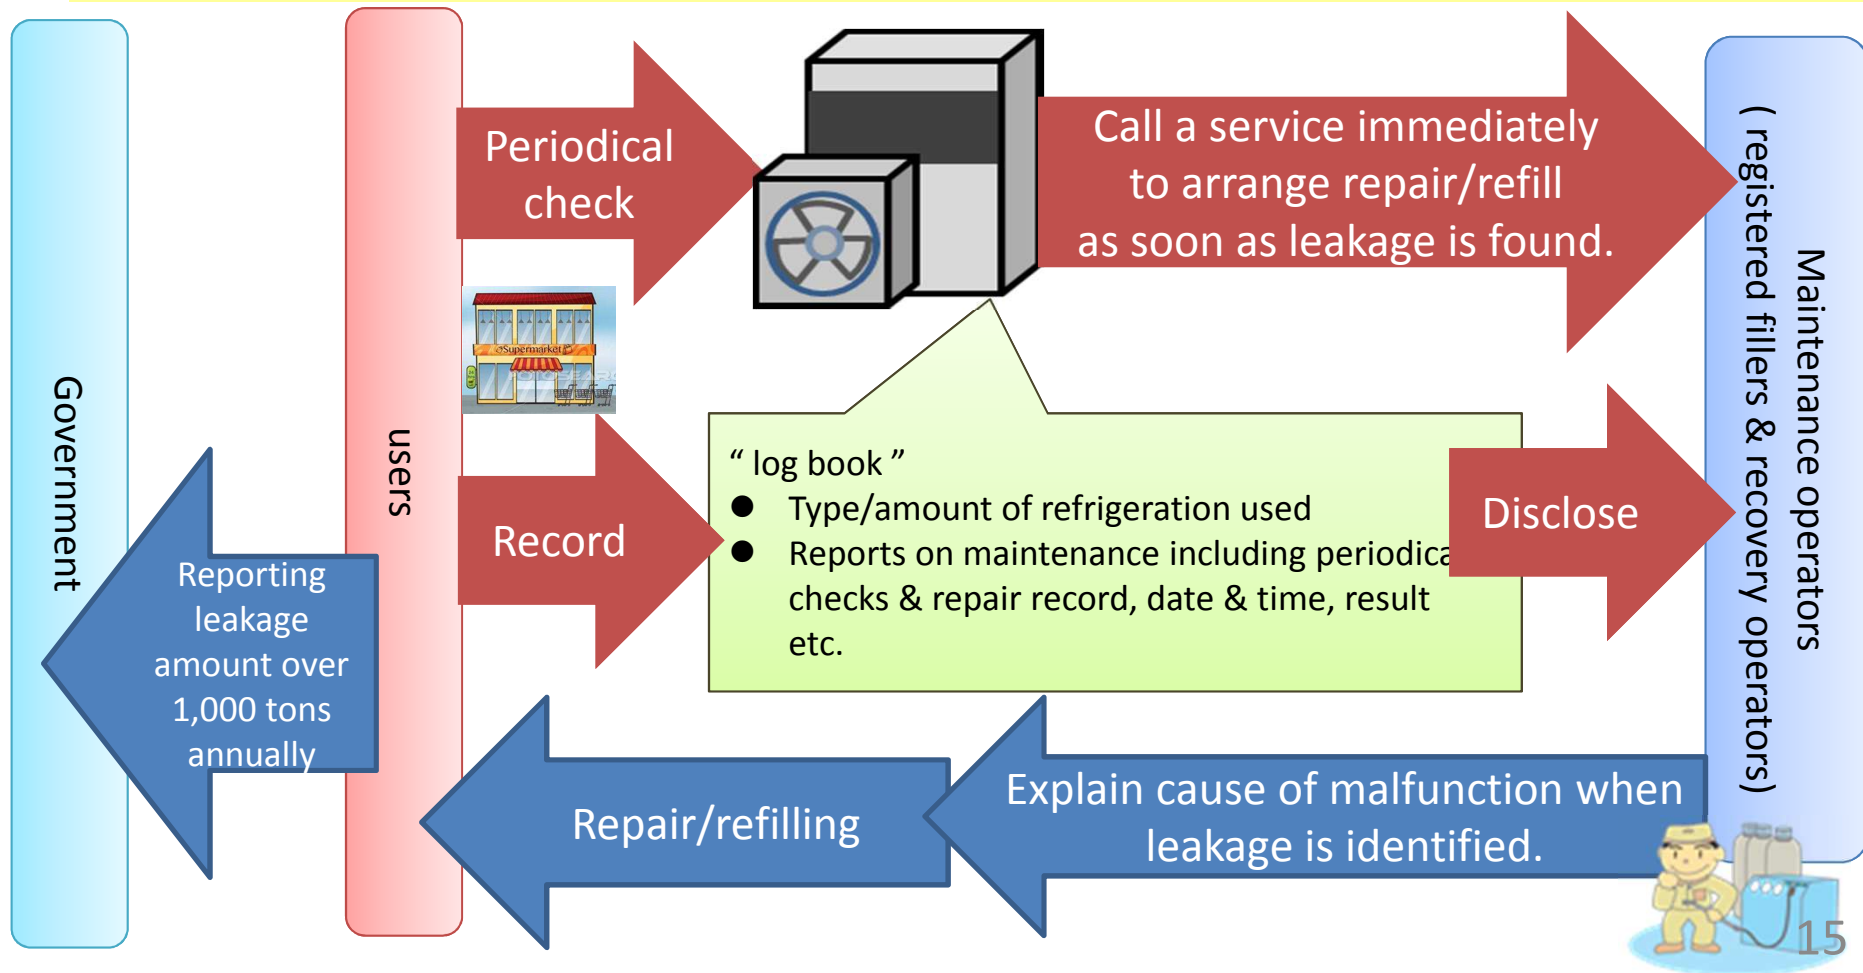 Government
users
Periodical
check
Call a service immediately
to arrange repair/refill
as soon as leakage is found.
Maintenance operators
( registered fillers & recovery operators)
Supermarket
Record
“ log book ”
● Type/amount of refrigeration used
● Reports on maintenance including periodica
checks & repair record, date & time, result
etc.
Disclose
Reporting
leakage
amount over
1,000 tons
annually
Repair/refilling
Explain cause of malfunction when
leakage is identified.
15